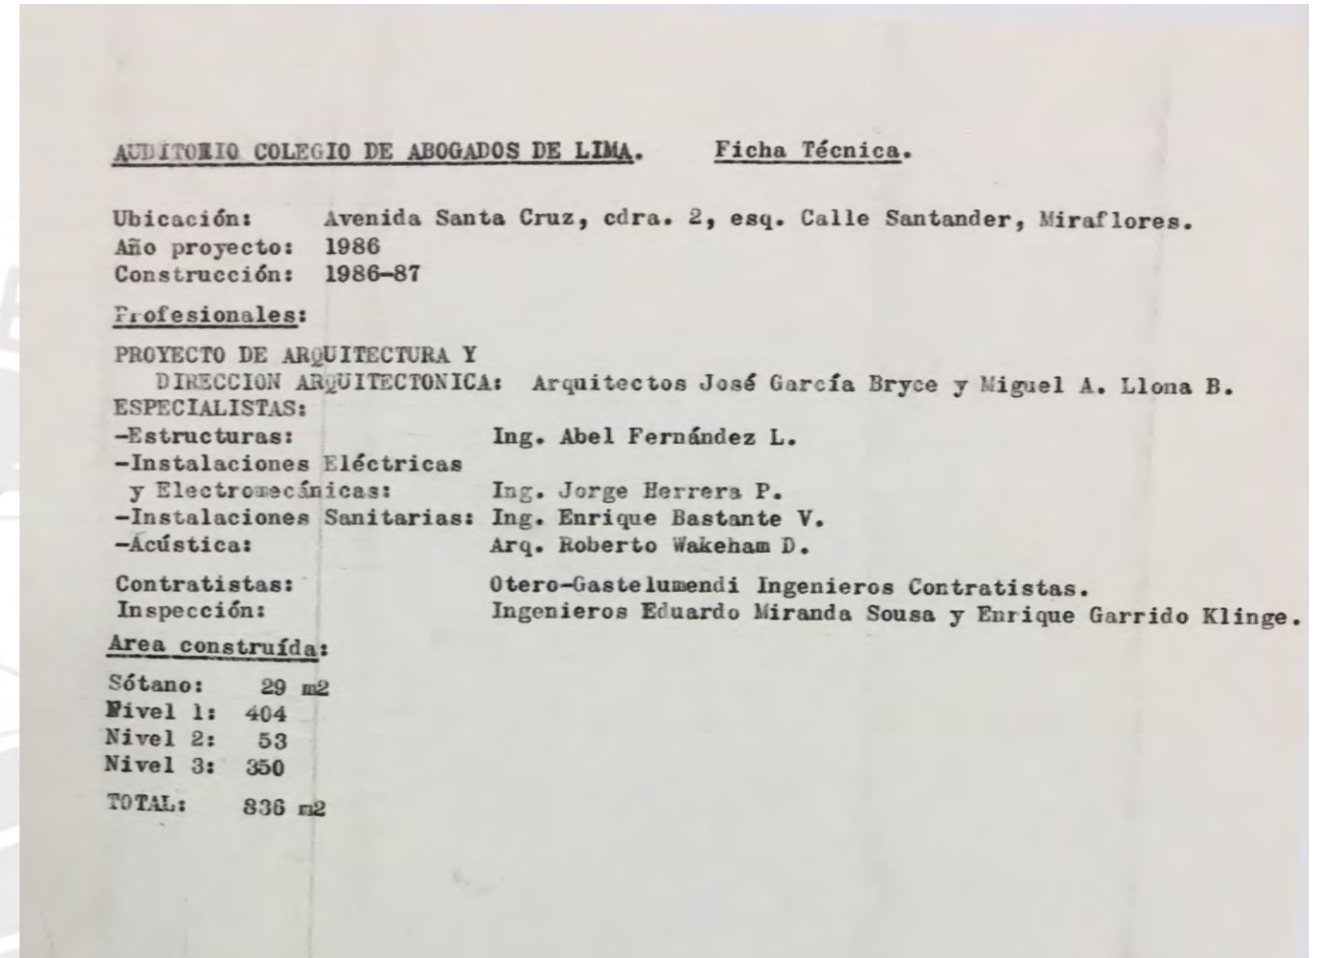 AUDITORIO COLEGIO DE ABOGADOS DE LIMA. Ficha Técnica.
Ubicación: Avenida Santa Cruz, cdra. 2, esq. Calle Santander, Miraflores.
Año proyecto: 1986
Construcción: 1986-87
Profesionales:
PROYECTO DE ARQUITECTURA Y
DIRECCION ARQUITECTONICA: Arquitectos José García Bryce y Miguel A. Llona B.
ESPECIALISTAS:
-Estructuras: Ing. Abel Fernández L.
-Instalaciones Eléctricas
y Electromecánicas: Ing. Jorge Herrera P.
-Instalaciones Sanitarias: Ing. Enrique Bastante V.
-Acústica: Arq. Roberto Wakeham D.
Contratistas: Otero-Gastelumendi Ingenieros Contratistas.
Inspección: Ingenieros Eduardo Miranda Sousa y Enrique Garrido Klinge.
Area construída:
Sótano: 29 m2
Nivel 1: 404
Nivel 2: 53
Nivel 3: 350
TOTAL: 836 m2